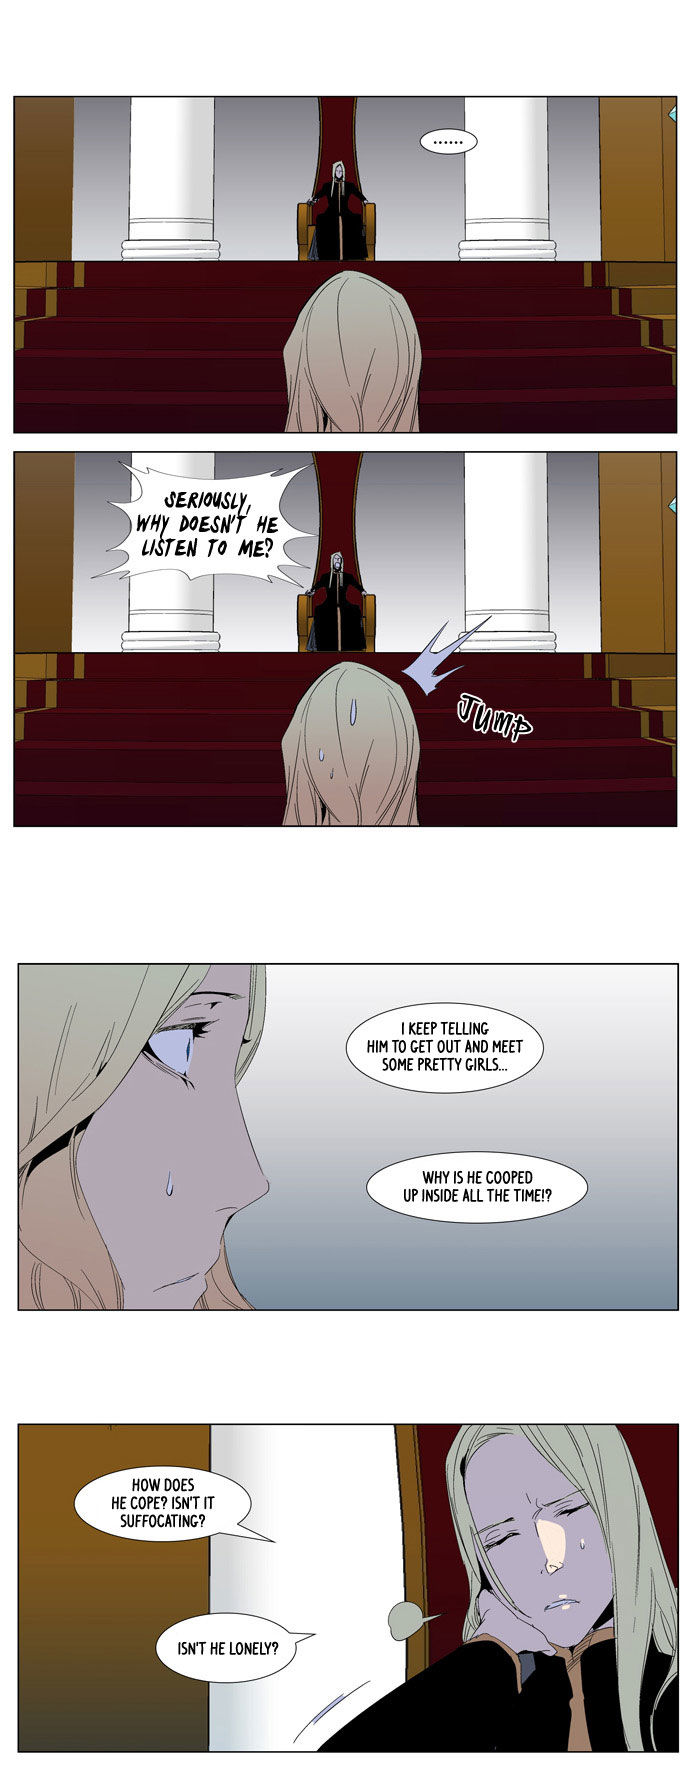 ......
SERIOUSLY,
WHY DOESN'T HE
LISTEN TO ME?
JUMP
I KEEP TELLING
HIM TO GET OUT AND MEET
SOME PRETTY GIRLS...
WHY IS HE COOPED
UP INSIDE ALL THE TIME!?
HOW DOES
HE COPE? ISN'T IT
SUFFOCATING?
ISN'T HE LONELY?